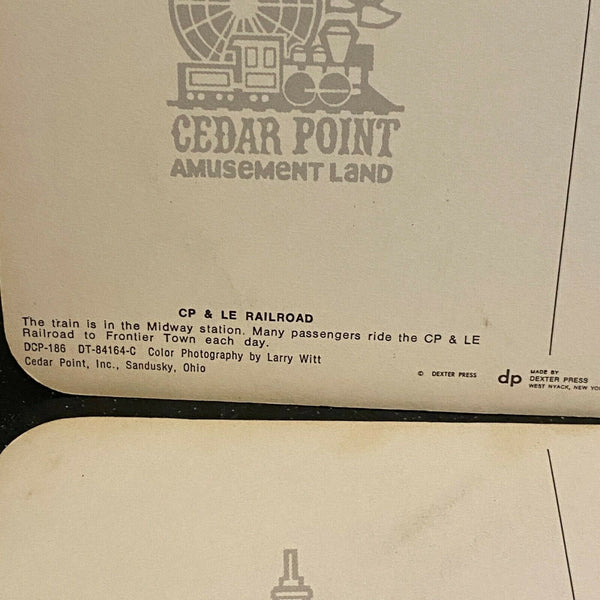 CEDAR POINT
AMUSEMENT LAND
CP & LE RAILROAD
The train is in the Midway station. Many passengers ride the CP & LE
Railroad to Frontier Town each day.
DCP-186 DT-84164-C Color Photography by Larry Witt
Cedar Point, Inc., Sandusky, Ohio
© DEXTER PRESS
dp
MADE BY
DEXTER PRESS
WEST NYACK, NEW YO